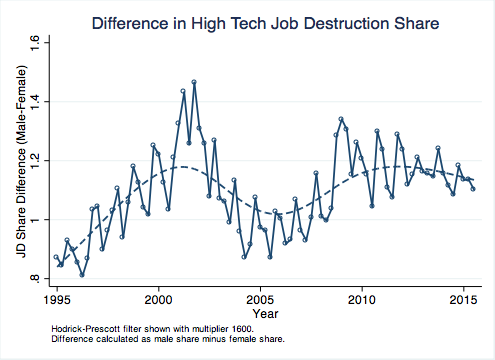 Difference in High Tech Job Destruction Share
JD Share Difference (Male-Female)
1.6
1.4
1.2
1
.8
1995 2000 2005 2010 2015
Year
Hodrick-Prescott filter shown with multiplier 1600.
Difference calculated as male share minus female share.